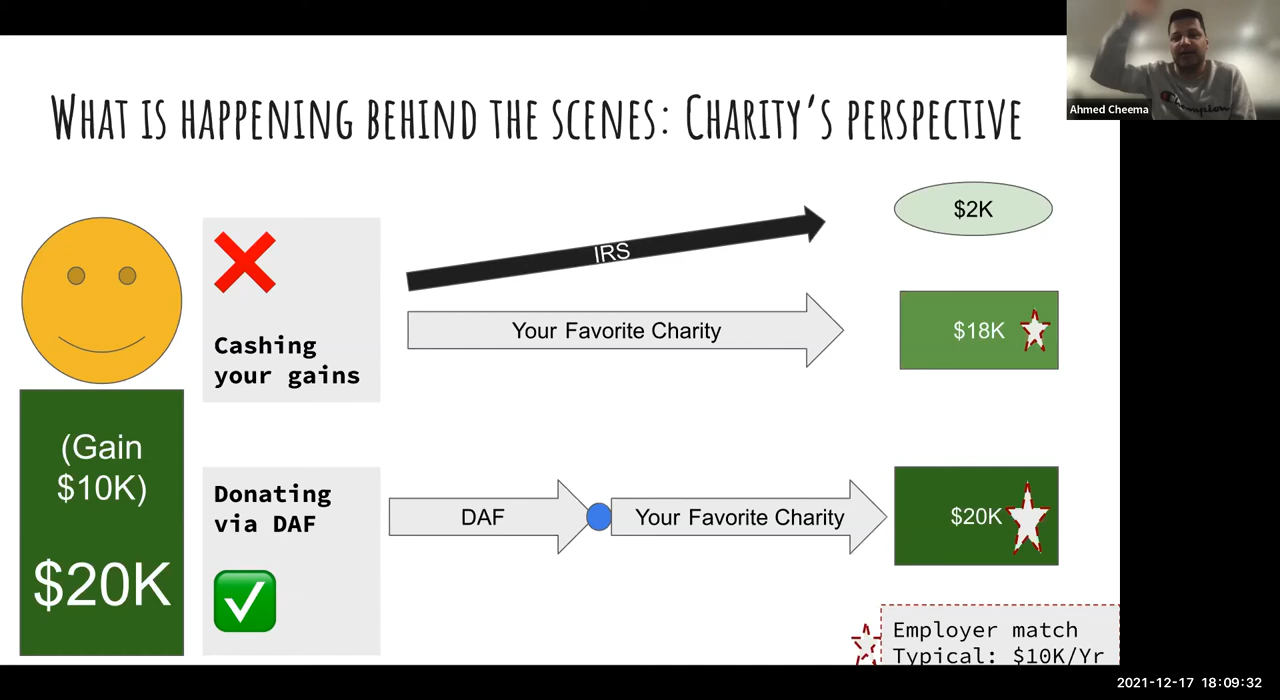 WHAT IS HAPPENING BEHIND THE SCENES: CHARITY'S PERSPECTIVE
Champion
Ahmed Cheema
$2K
IRS
Your Favorite Charity
$18K
Cashing
your gains
(Gain
$10K)
$20K
Donating
via DAF
DAF
Your Favorite Charity
$20K
Employer match
Typical: $10K/Yr
2021-12-17 18:09:32